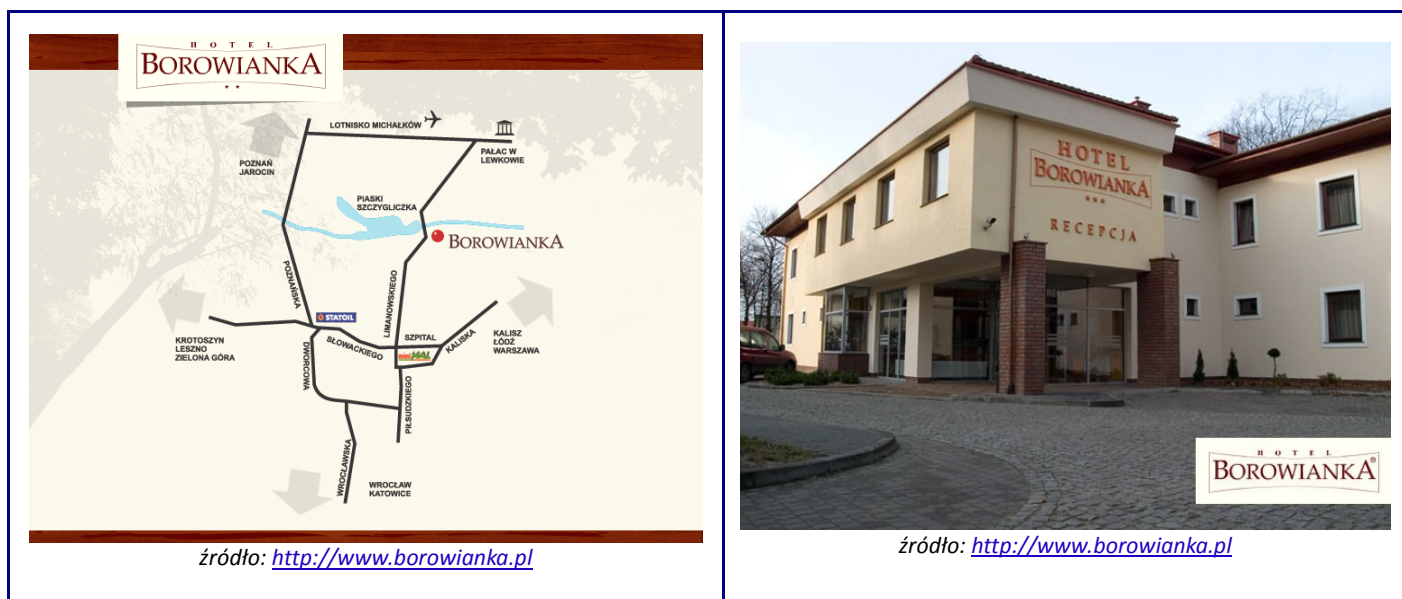 HOTEL
BOROWIANKA
LOTNISKO MICHAŁKÓW
PAŁAC W
LEWKOWIE
POZNAŃ
JAROCIN
PIASKI
SZCZYGLICZKA
BOROWIANKA
POZNAŃSKA
LIMANOWSKIEGO
STATOIL
KROTOSZYN
LESZNO
ZIELONA GÓRA
DWORCOWA
SŁOWACKIEGO
SZPITAL
miniMAL
KALISKA
KALISZ
ŁÓDŹ
WARSZAWA
PIŁSUDZKIEGO
WROCŁAWSKA
WROCŁAW
KATOWICE
źródło: http://www.borowianka.pl
HOTEL
BOROWIANKA
RECEPCJA
HOTEL
BOROWIANKA®
źródło: http://www.borowianka.pl